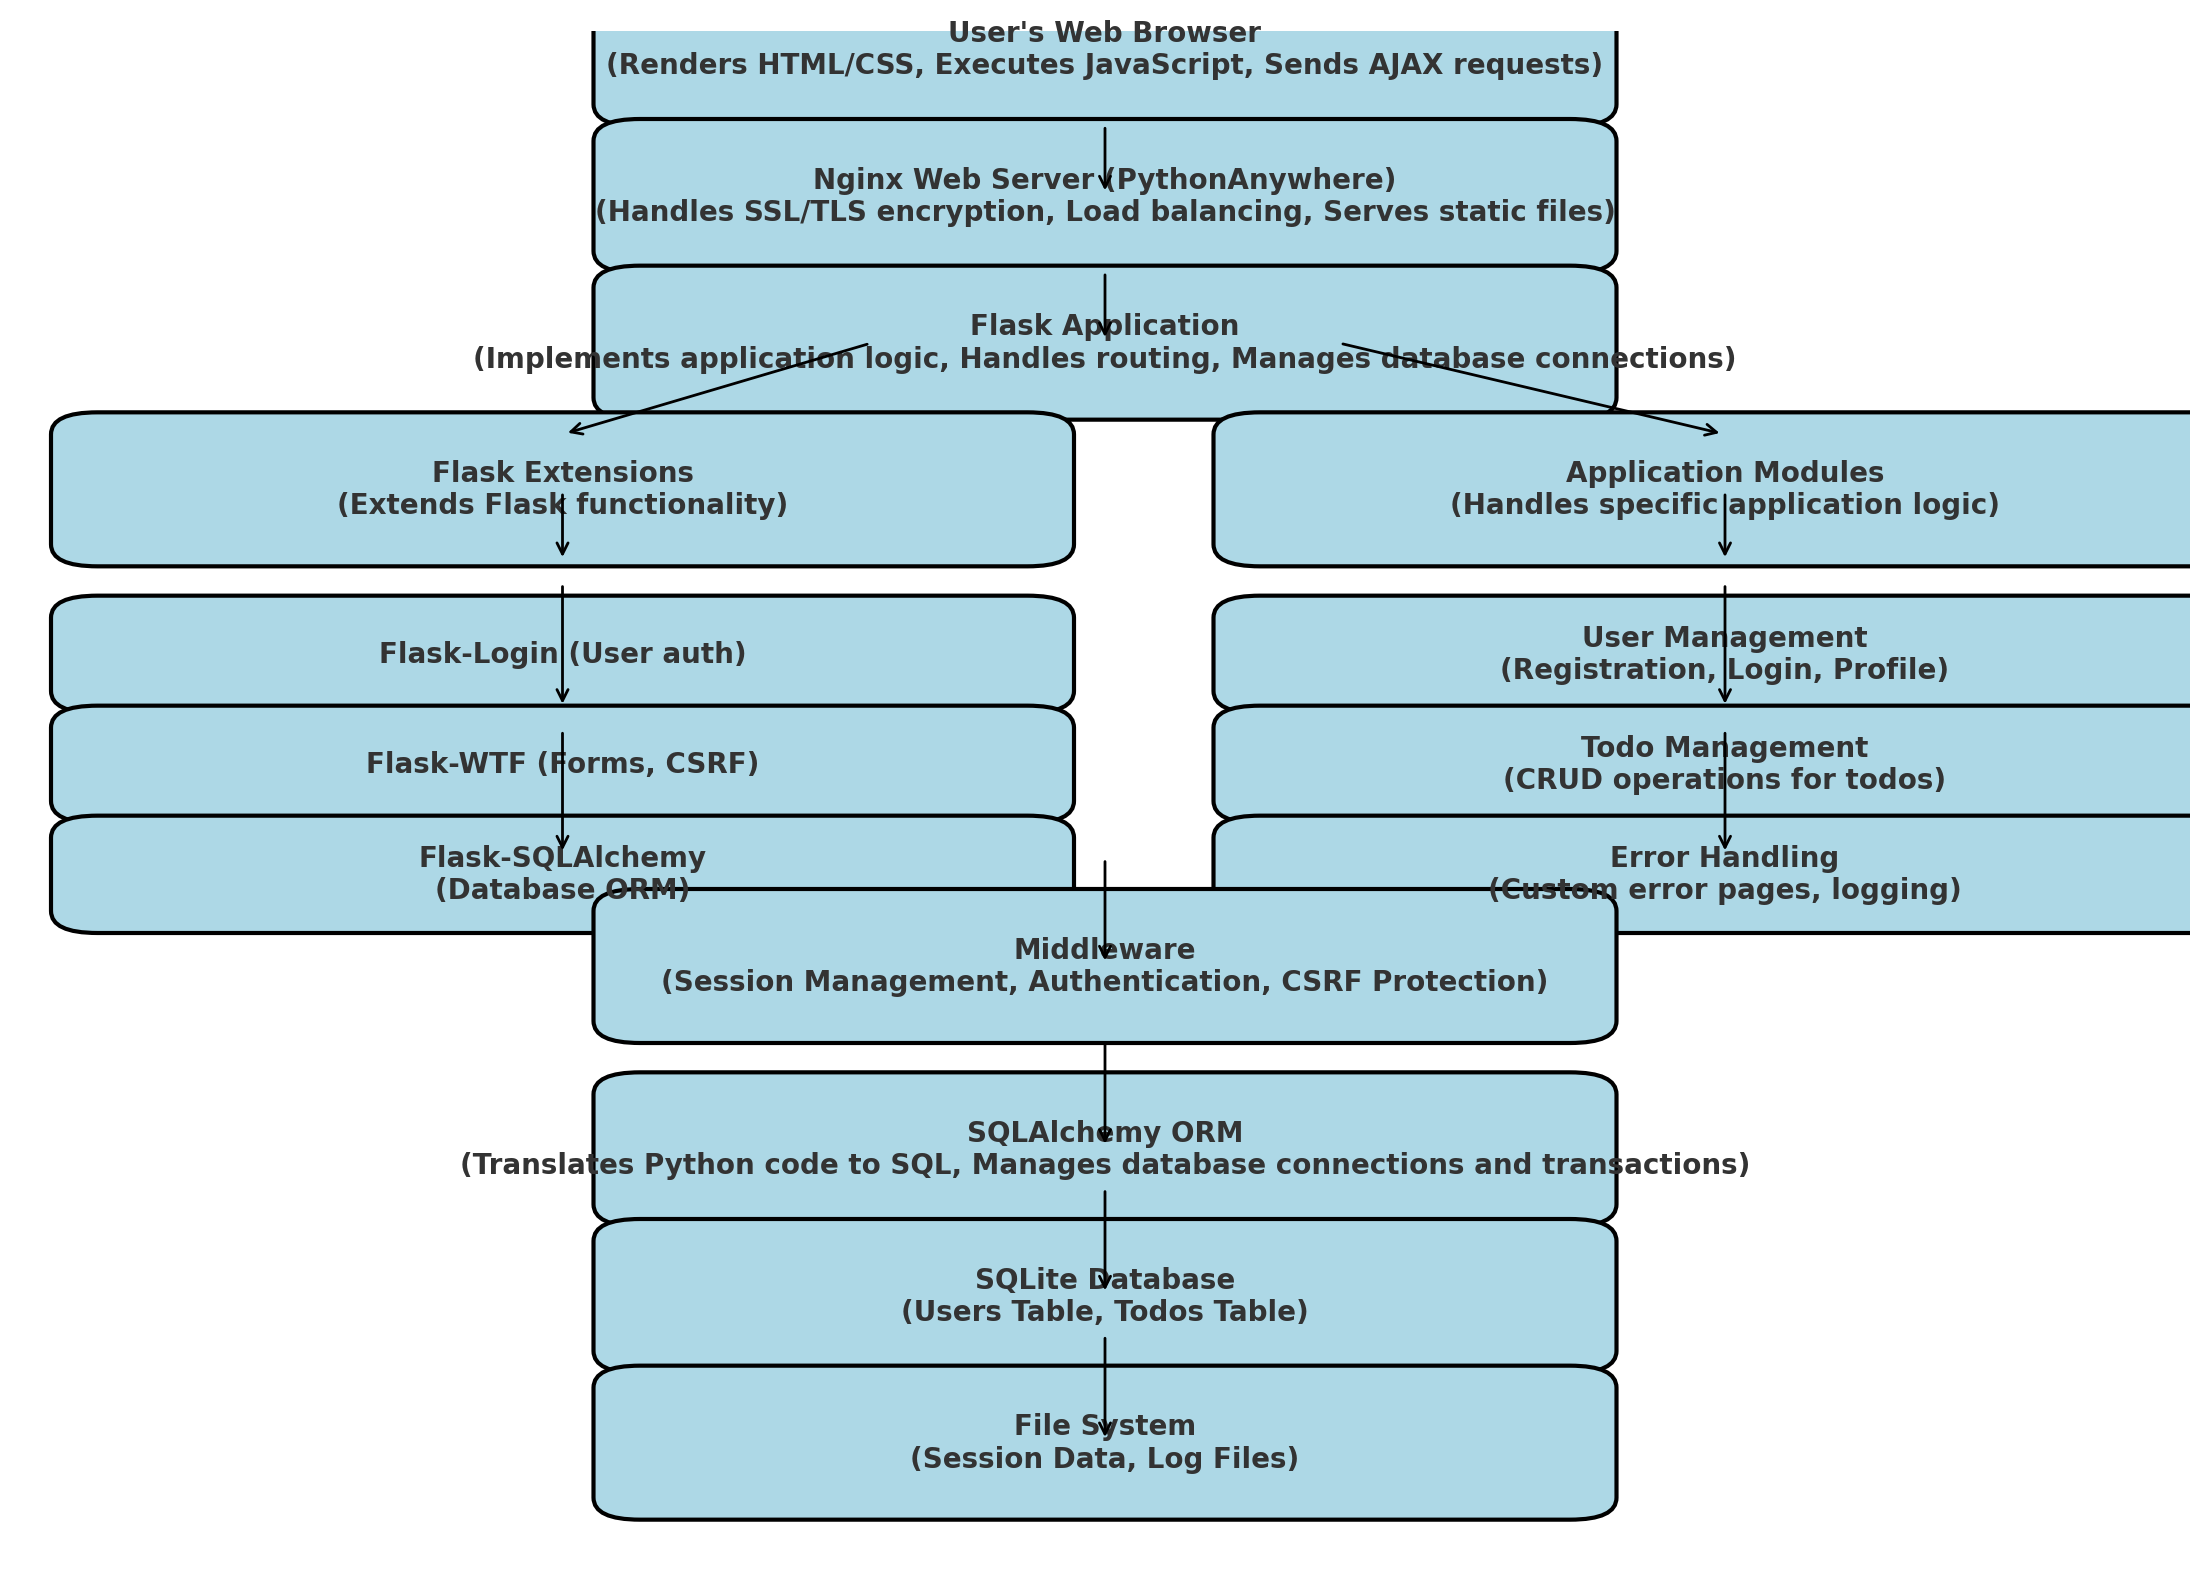 User's Web Browser
(Renders HTML/CSS, Executes JavaScript, Sends AJAX requests)
Nginx Web Server (PythonAnywhere)
(Handles SSL/TLS encryption, Load balancing, Serves static files)
Flask Application
(Implements application logic, Handles routing, Manages database connections)
Flask Extensions
(Extends Flask functionality)
Application Modules
(Handles specific application logic)
Flask-Login (User auth)
User Management
(Registration, Login, Profile)
Flask-WTF (Forms, CSRF)
Todo Management
(CRUD operations for todos)
Flask-SQLAlchemy
(Database ORM)
Error Handling
(Custom error pages, logging)
Middleware
(Session Management, Authentication, CSRF Protection)
SQLAlchemy ORM
(Translates Python code to SQL, Manages database connections and transactions)
SQLite Database
(Users Table, Todos Table)
File System
(Session Data, Log Files)